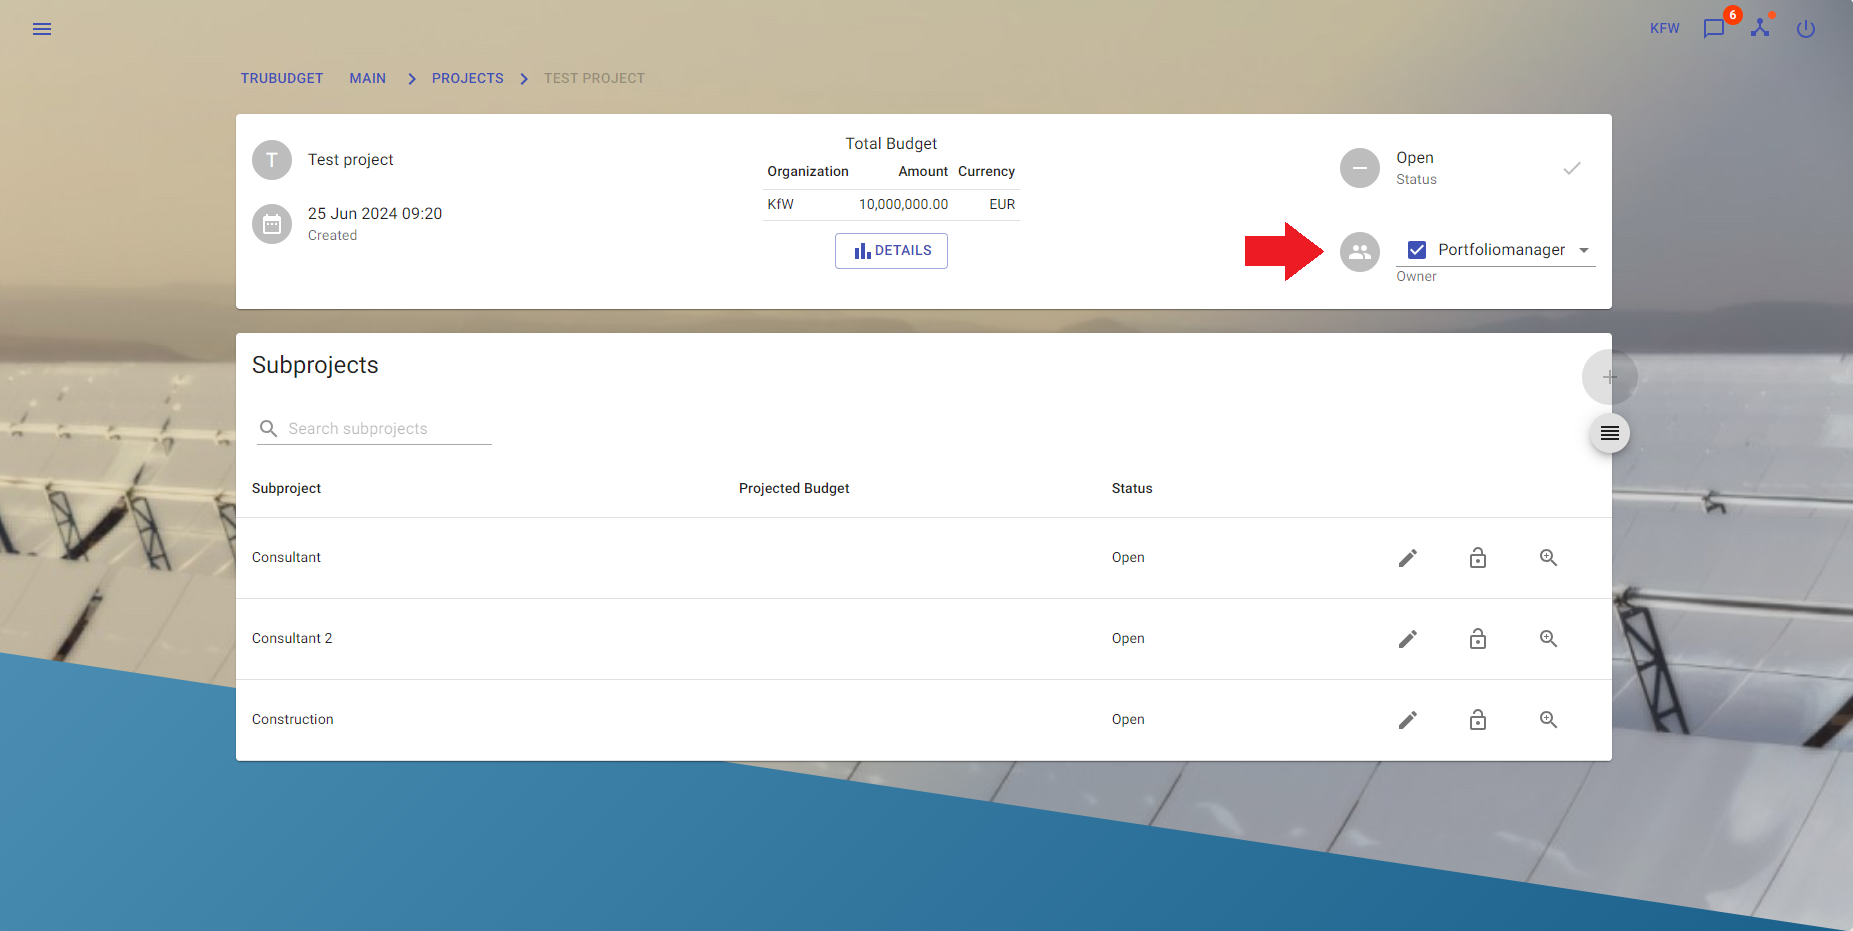 KFW
6
TRUBUDGET MAIN PROJECTS TEST PROJECT
T Test project
25 Jun 2024 09:20
Created
Total Budget
Organization Amount Currency
KfW 10,000,000.00 EUR
DETAILS
Open
Status
Portfoliomanager
Owner
Subprojects
Search subprojects
Subproject Projected Budget Status
Consultant Open
Consultant 2 Open
Construction Open